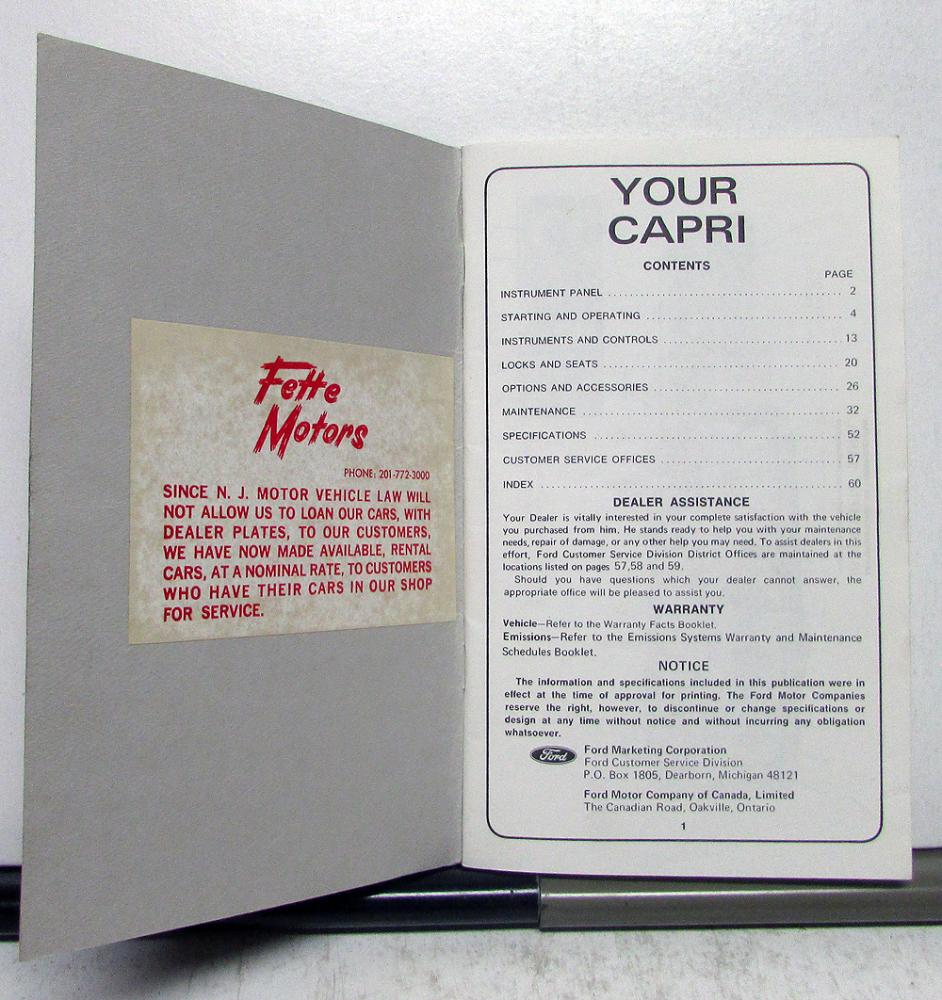 Fette
Motors
PHONE: 201-772-3000
SINCE N. J. MOTOR VEHICLE LAW WILL
NOT ALLOW US TO LOAN OUR CARS, WITH
DEALER PLATES, TO OUR CUSTOMERS,
WE HAVE NOW MADE AVAILABLE, RENTAL
CARS, AT A NOMINAL RATE, TO CUSTOMERS
WHO HAVE THEIR CARS IN OUR SHOP
FOR SERVICE.
YOUR
CAPRI
CONTENTS
PAGE
INSTRUMENT PANEL 2
STARTING AND OPERATING 4
INSTRUMENTS AND CONTROLS 13
LOCKS AND SEATS 20
OPTIONS AND ACCESSORIES 26
MAINTENANCE 32
SPECIFICATIONS 52
CUSTOMER SERVICE OFFICES 57
INDEX 60
DEALER ASSISTANCE
Your Dealer is vitally interested in your complete satisfaction with the vehicle
you purchased from him. He stands ready to help you with your maintenance
needs, repair of damage, or any other help you may need. To assist dealers in this
effort, Ford Customer Service Division District Offices are maintained at the
locations listed on pages 57,58 and 59.
Should you have questions which your dealer cannot answer, the
appropriate office will be pleased to assist you.
WARRANTY
Vehicle—Refer to the Warranty Facts Booklet.
Emissions—Refer to the Emissions Systems Warranty and Maintenance
Schedules Booklet.
NOTICE
The information and specifications included in this publication were in
effect at the time of approval for printing. The Ford Motor Companies
reserve the right, however, to discontinue or change specifications or
design at any time without notice and without incurring any obligation
whatsoever.
Ford
Ford Marketing Corporation
Ford Customer Service Division
P.O. Box 1805, Dearborn, Michigan 48121
Ford Motor Company of Canada, Limited
The Canadian Road, Oakville, Ontario
1